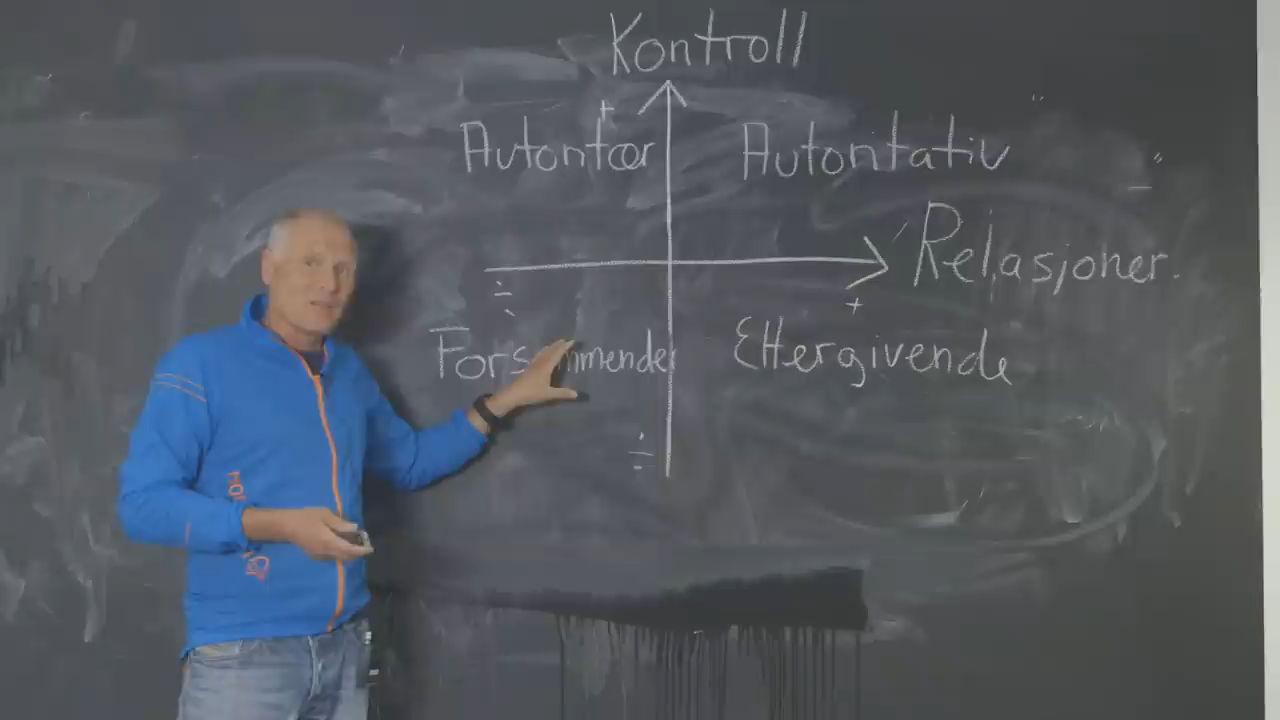 Kontroll
+
Autoritær Autoritativ
Relasjoner.
÷ +
Ettergivende
÷